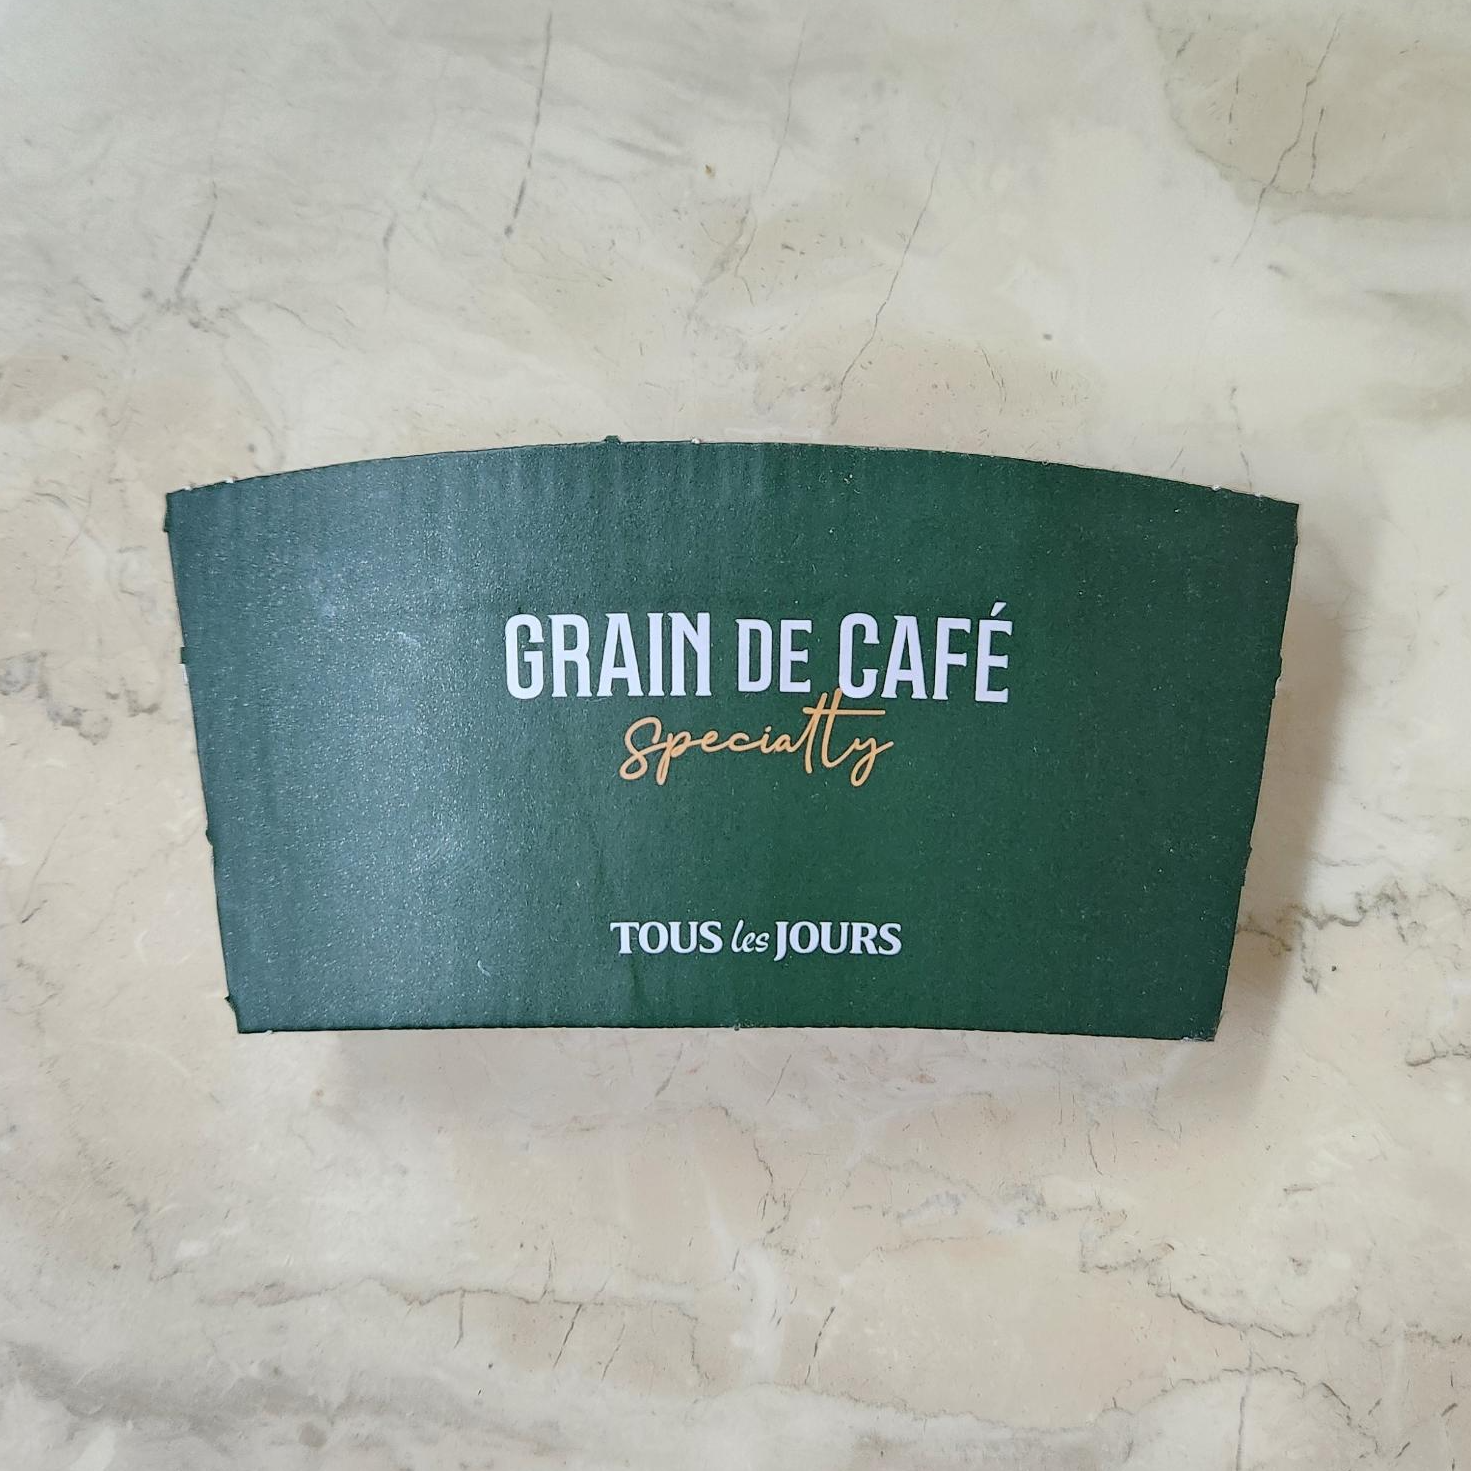 GRAIN DE CAFÉ
Specialty
TOUS les JOURS